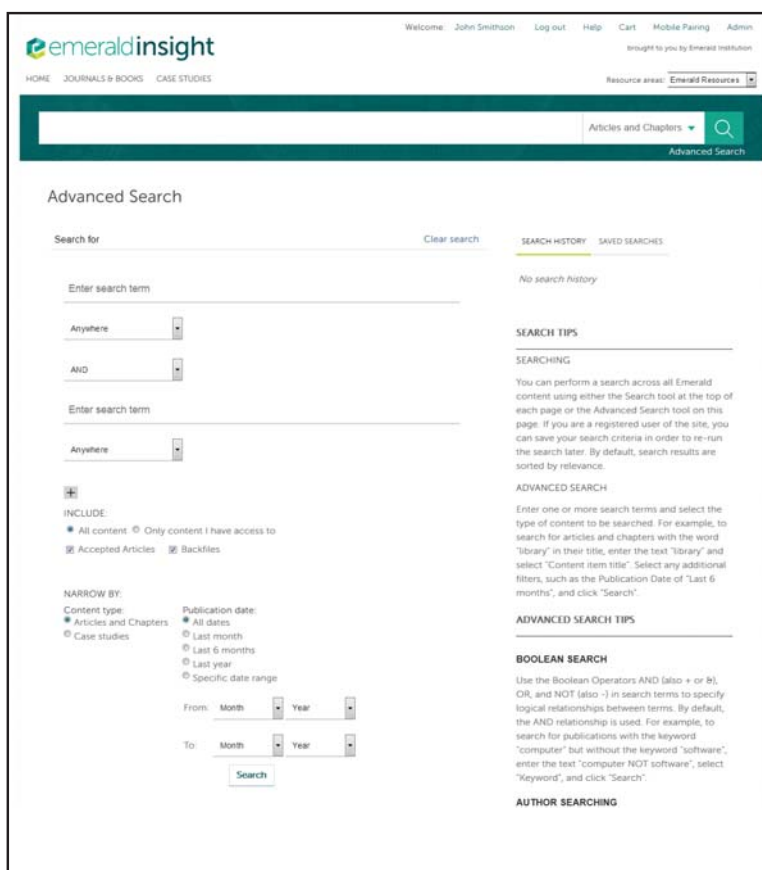 Welcome: John Smithson Log out Help Cart Mobile Pairing Admin
emeraldinsight
brought to you by Emerald Institution
HOME JOURNALS & BOOKS CASE STUDIES
Resource areas: Emerald Resources
Articles and Chapters
Advanced Search
Advanced Search
Search for Clear search
Enter search term
Anywhere
AND
Enter search term
Anywhere
+
INCLUDE:
All content Only content I have access to
Accepted Articles Backfiles
NARROW BY:
Content type: Publication date:
Articles and Chapters All dates
Case studies Last month
Last 6 months
Last year
Specific date range
From: Month Year
To: Month Year
Search
SEARCH HISTORY SAVED SEARCHES
No search history
SEARCH TIPS
SEARCHING
You can perform a search across all Emerald
content using either the Search tool at the top of
each page or the Advanced Search tool on this
page. If you are a registered user of the site, you
can save your search criteria in order to re-run
the search later. By default, search results are
sorted by relevance.
ADVANCED SEARCH
Enter one or more search terms and select the
type of content to be searched. For example, to
search for articles and chapters with the word
"library" in their title, enter the text "library" and
select "Content item title". Select any additional
filters, such as the Publication Date of "Last 6
months", and click "Search".
ADVANCED SEARCH TIPS
BOOLEAN SEARCH
Use the Boolean Operators AND (also + or &),
OR, and NOT (also -) in search terms to specify
logical relationships between terms. By default,
the AND relationship is used. For example, to
search for publications with the keyword
"computer" but without the keyword "software",
enter the text "computer NOT software", select
"Keyword", and click "Search".
AUTHOR SEARCHING